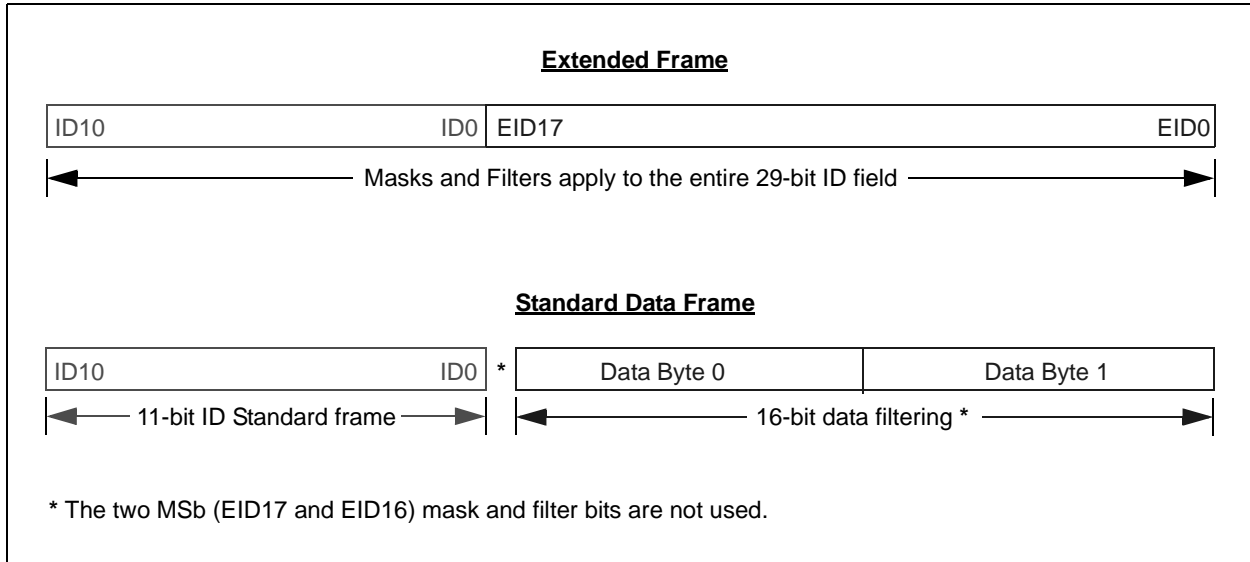 Extended Frame
ID10 ID0 EID17 EID0
Masks and Filters apply to the entire 29-bit ID field
Standard Data Frame
ID10 ID0 * Data Byte 0 Data Byte 1
11-bit ID Standard frame 16-bit data filtering *
* The two MSb (EID17 and EID16) mask and filter bits are not used.